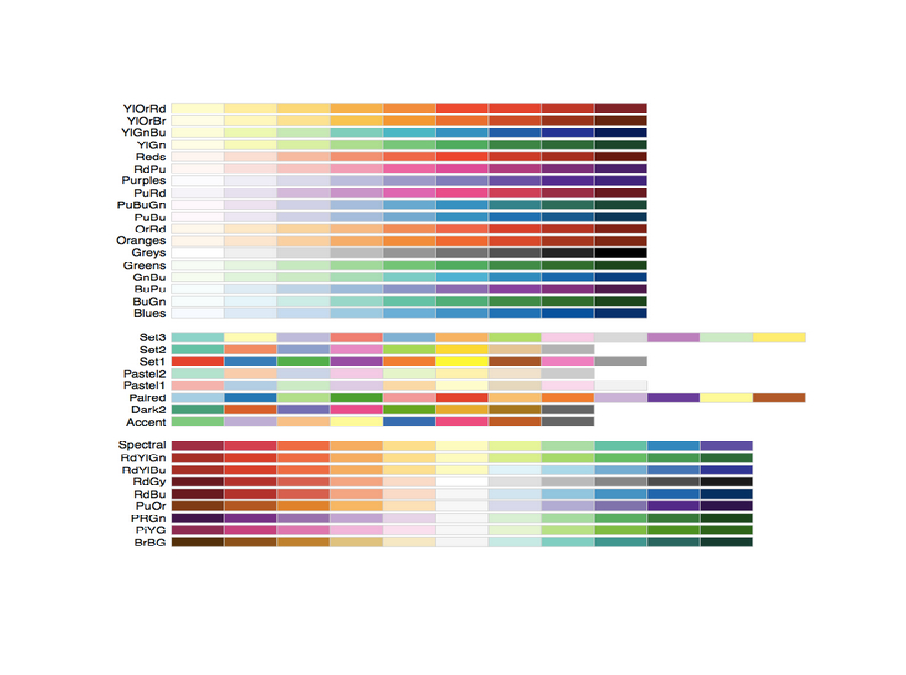 YlOrRd
YlOrBr
YlGnBu
YlGn
Reds
RdPu
Purples
PuRd
PuBuGn
PuBu
OrRd
Oranges
Greys
Greens
GnBu
BuPu
BuGn
Blues
Set3
Set2
Set1
Pastel2
Pastel1
Paired
Dark2
Accent
Spectral
RdYlGn
RdYlBu
RdGy
RdBu
PuOr
PRGn
PiYG
BrBG